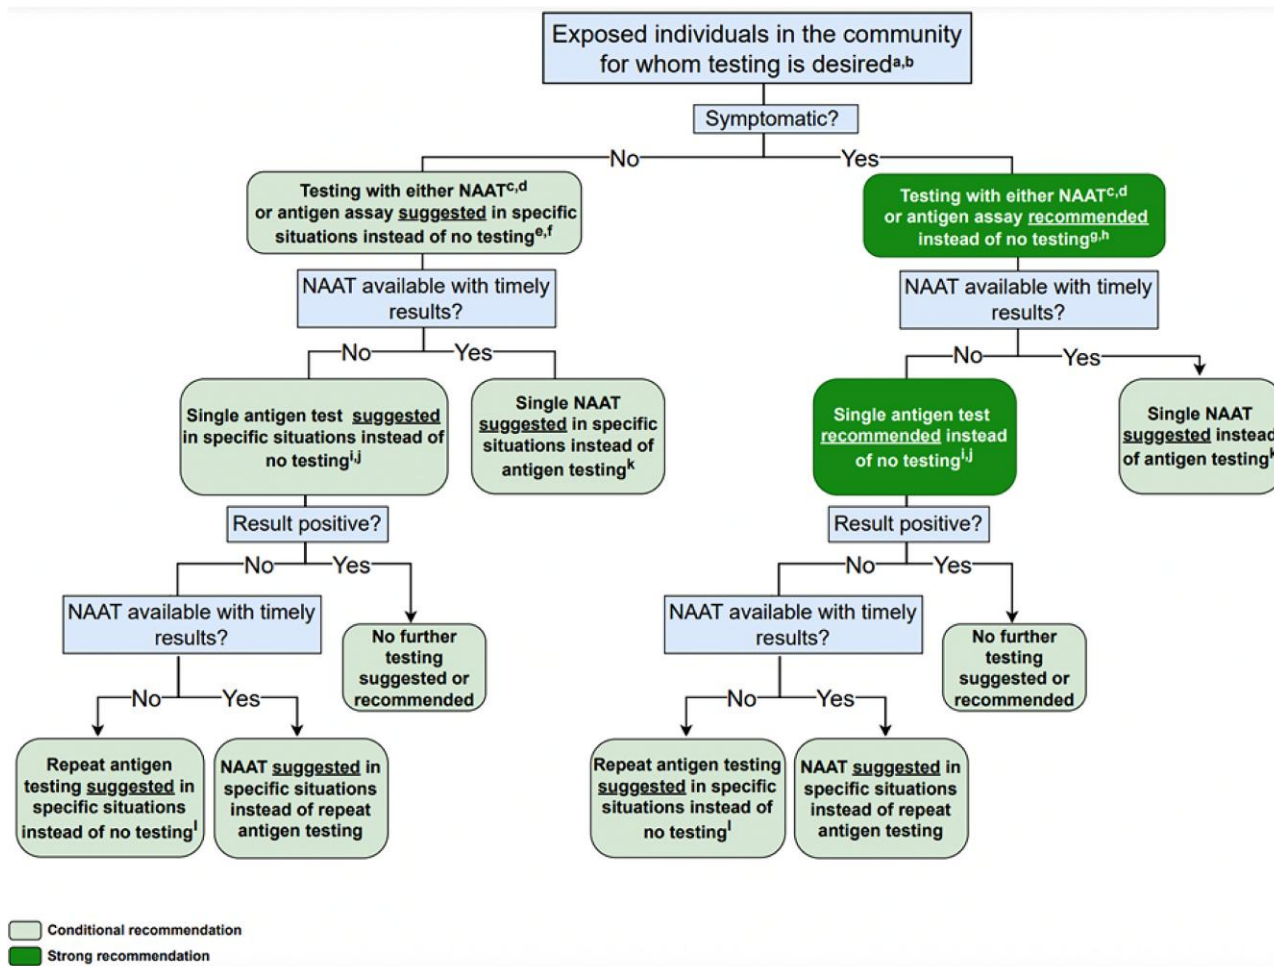 Exposed individuals in the community
for whom testing is desiredᵃ,ᵇ
Symptomatic?
No
Yes
Testing with either NAATᶜ,ᵈ
or antigen assay suggested in specific
situations instead of no testingᵉ,ᶠ
Testing with either NAATᶜ,ᵈ
or antigen assay recommended
instead of no testingᵍ,ʰ
NAAT available with timely
results?
NAAT available with timely
results?
No
Yes
No
Yes
Single antigen test suggested
in specific situations instead of
no testingⁱ,ʲ
Single NAAT
suggested in specific
situations instead of
antigen testingᵏ
Single antigen test
recommended instead
of no testingⁱ,ʲ
Single NAAT
suggested instead
of antigen testingᵏ
Result positive?
Result positive?
No
Yes
No
Yes
NAAT available with timely
results?
No further
testing
suggested or
recommended
NAAT available with timely
results?
No further
testing
suggested or
recommended
No
Yes
No
Yes
Repeat antigen
testing suggested in
specific situations
instead of no testingˡ
NAAT suggested in
specific situations
instead of repeat
antigen testing
Repeat antigen testing
suggested in specific
situations instead of
no testingˡ
NAAT suggested in
specific situations
instead of repeat
antigen testing
Conditional recommendation
Strong recommendation